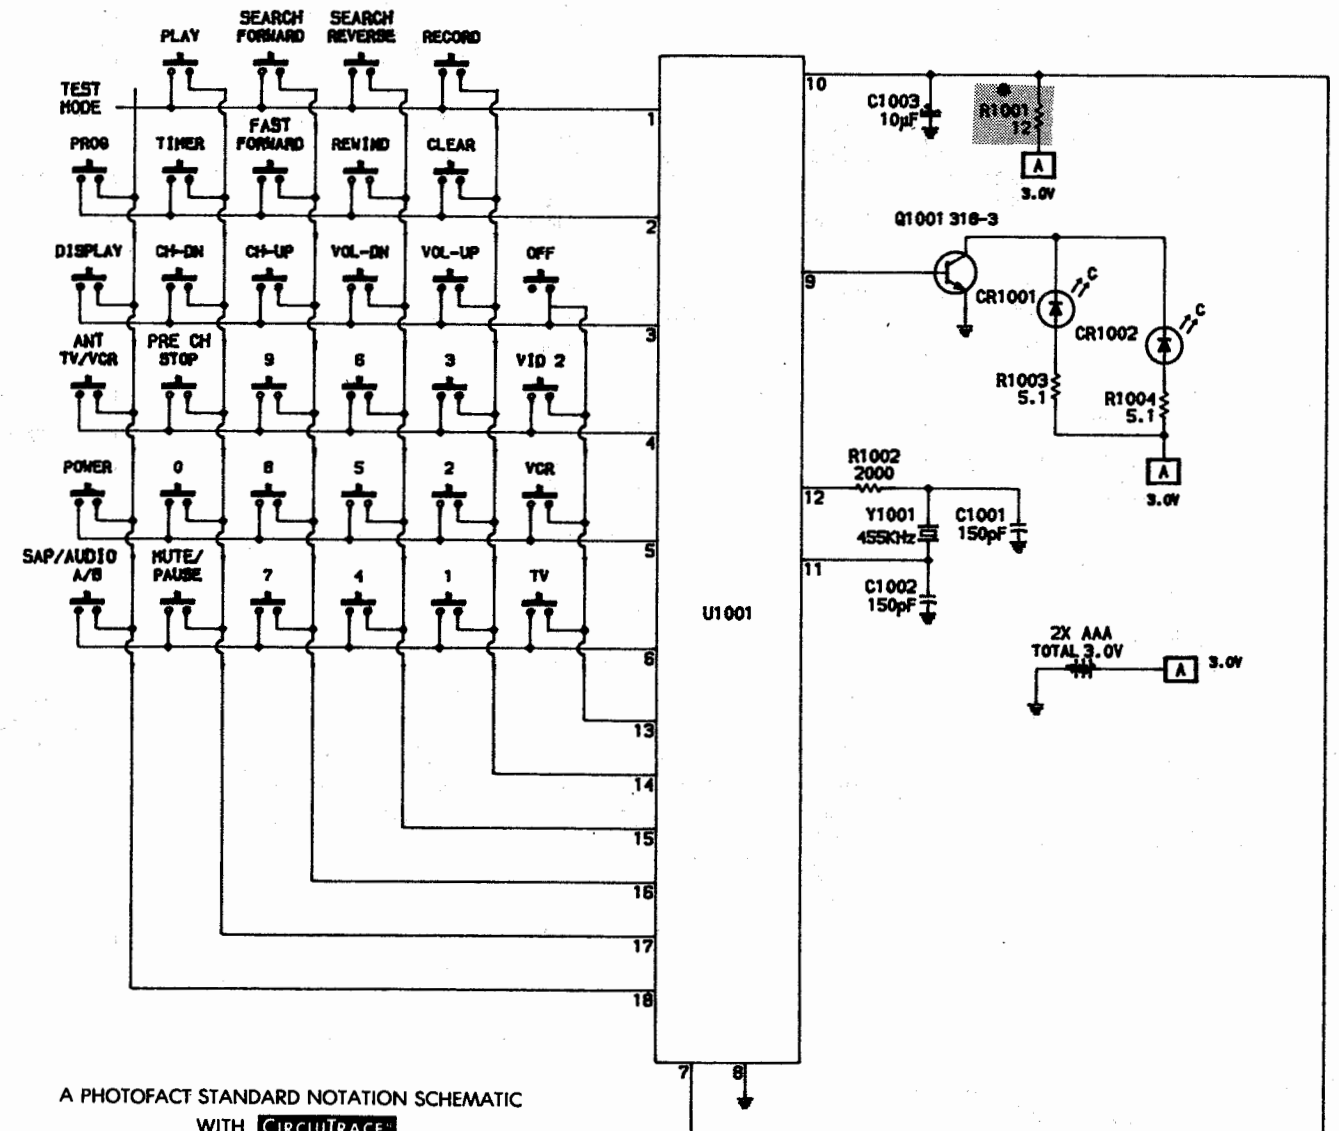 PLAY
SEARCH
FORWARD
SEARCH
REVERSE
RECORD
TEST
MODE
1
PROG
TIMER
FAST
FORWARD
REWIND
CLEAR
2
DISPLAY
CH-DN
CH-UP
VOL-DN
VOL-UP
OFF
3
ANT
TV/VCR
PRE CH
STOP
9
6
3
VID 2
4
POWER
0
8
5
2
VCR
5
SAP/AUDIO
A/B
MUTE/
PAUSE
7
4
1
TV
6
13
14
15
16
17
18
U1001
7
8
10
C1003
10µF
R1001
12
A
3.0V
Q1001 316-3
9
CR1001
C
CR1002
C
R1003
5.1
R1004
5.1
A
3.0V
R1002
2000
12
Y1001
455KHz
C1001
150pF
11
C1002
150pF
2X AAA
TOTAL 3.0V
A
3.0V
A PHOTOFACT STANDARD NOTATION SCHEMATIC
WITH CIRCUITRACE